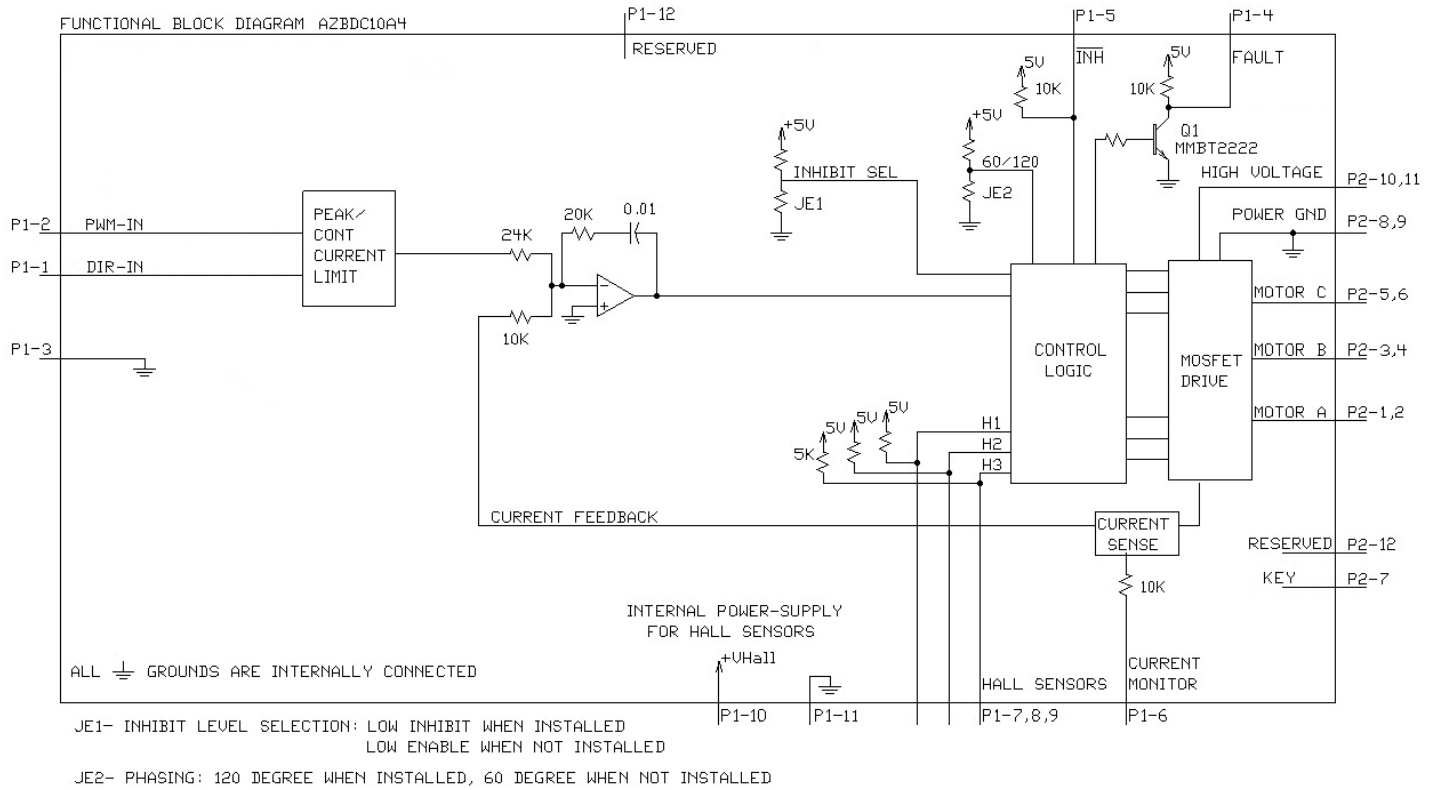 FUNCTIONAL BLOCK DIAGRAM AZBDC10A4
P1-12
RESERVED
P1-5
INH
P1-4
FAULT
5V
10K
5V
10K
Q1
MMBT2222
+5V
INHIBIT SEL
JE1
+5V
60/120
JE2
HIGH VOLTAGE
P2-10,11
POWER GND
P2-8,9
P1-2
PWM-IN
P1-1
DIR-IN
PEAK/
CONT
CURRENT
LIMIT
24K
20K
0.01
-
+
10K
P1-3
CONTROL
LOGIC
MOSFET
DRIVE
MOTOR C
P2-5,6
MOTOR B
P2-3,4
MOTOR A
P2-1,2
5V
5V
5V
5K
H1
H2
H3
CURRENT FEEDBACK
CURRENT
SENSE
10K
RESERVED
P2-12
KEY
P2-7
INTERNAL POWER-SUPPLY
FOR HALL SENSORS
+VHall
ALL GROUNDS ARE INTERNALLY CONNECTED
HALL SENSORS
CURRENT
MONITOR
P1-10
P1-11
P1-7,8,9
P1-6
JE1- INHIBIT LEVEL SELECTION: LOW INHIBIT WHEN INSTALLED
LOW ENABLE WHEN NOT INSTALLED
JE2- PHASING: 120 DEGREE WHEN INSTALLED, 60 DEGREE WHEN NOT INSTALLED